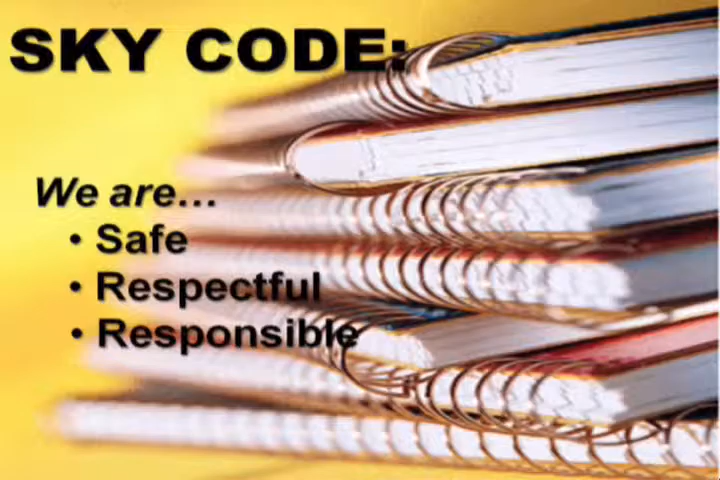 SKY CODE:
We are...
• Safe
• Respectful
• Responsible